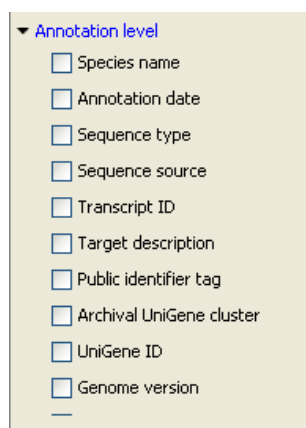 Annotation level
Species name
Annotation date
Sequence type
Sequence source
Transcript ID
Target description
Public identifier tag
Archival UniGene cluster
UniGene ID
Genome version